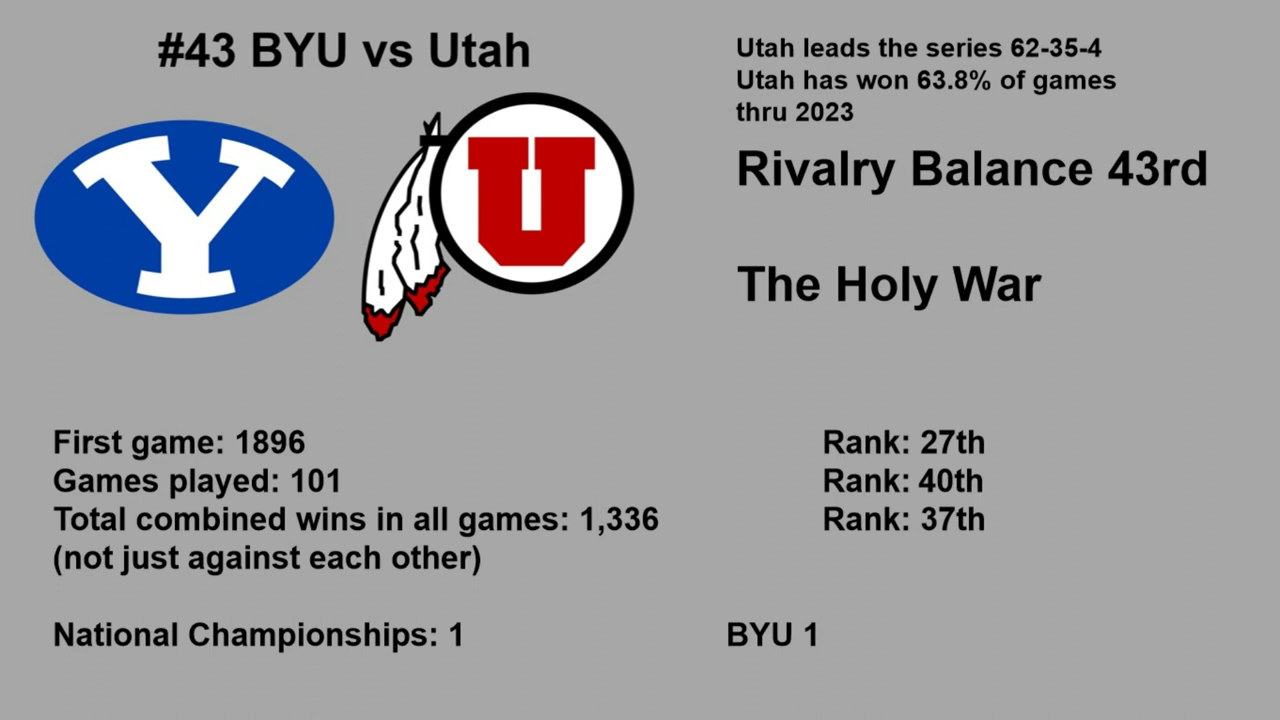 #43 BYU vs Utah
Utah leads the series 62-35-4
Utah has won 63.8% of games
thru 2023
Rivalry Balance 43rd
The Holy War
Y
U
First game: 1896
Rank: 27th
Games played: 101
Rank: 40th
Total combined wins in all games: 1,336
Rank: 37th
(not just against each other)
National Championships: 1
BYU 1